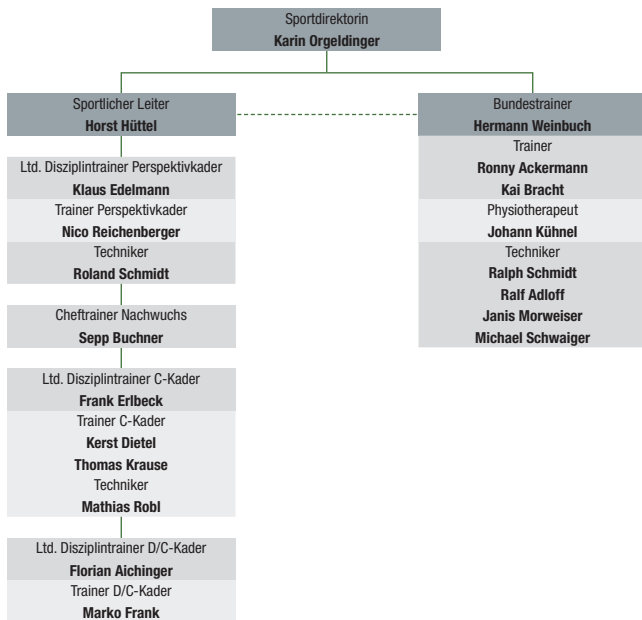 Sportdirektorin
Karin Orgeldinger
Sportlicher Leiter
Horst Hüttel
Ltd. Disziplintrainer Perspektivkader
Klaus Edelmann
Trainer Perspektivkader
Nico Reichenberger
Techniker
Roland Schmidt
Cheftrainer Nachwuchs
Sepp Buchner
Ltd. Disziplintrainer C-Kader
Frank Erlbeck
Trainer C-Kader
Kerst Dietel
Thomas Krause
Techniker
Mathias Robl
Ltd. Disziplintrainer D/C-Kader
Florian Aichinger
Trainer D/C-Kader
Marko Frank
Bundestrainer
Hermann Weinbuch
Trainer
Ronny Ackermann
Kai Bracht
Physiotherapeut
Johann Kühnel
Techniker
Ralph Schmidt
Ralf Adloff
Janis Morweiser
Michael Schwaiger